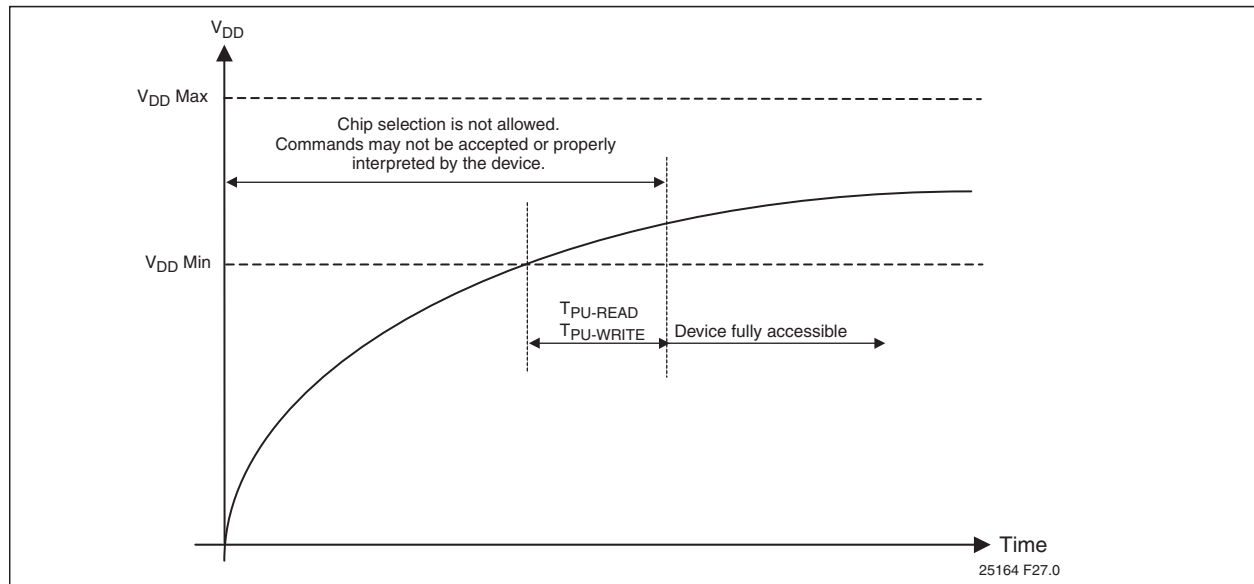 VDD
VDD Max
Chip selection is not allowed.
Commands may not be accepted or properly
interpreted by the device.
VDD Min
TPU-READ
TPU-WRITE
Device fully accessible
Time
25164 F27.0